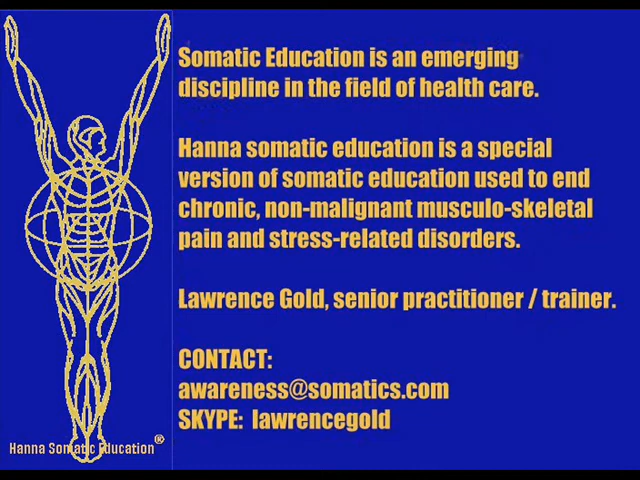 Somatic Education is an emerging
discipline in the field of health care.
Hanna somatic education is a special
version of somatic education used to end
chronic, non-malignant musculo-skeletal
pain and stress-related disorders.
Lawrence Gold, senior practitioner / trainer.
CONTACT:
awareness@somatics.com
SKYPE: lawrencegold
Hanna Somatic Education®